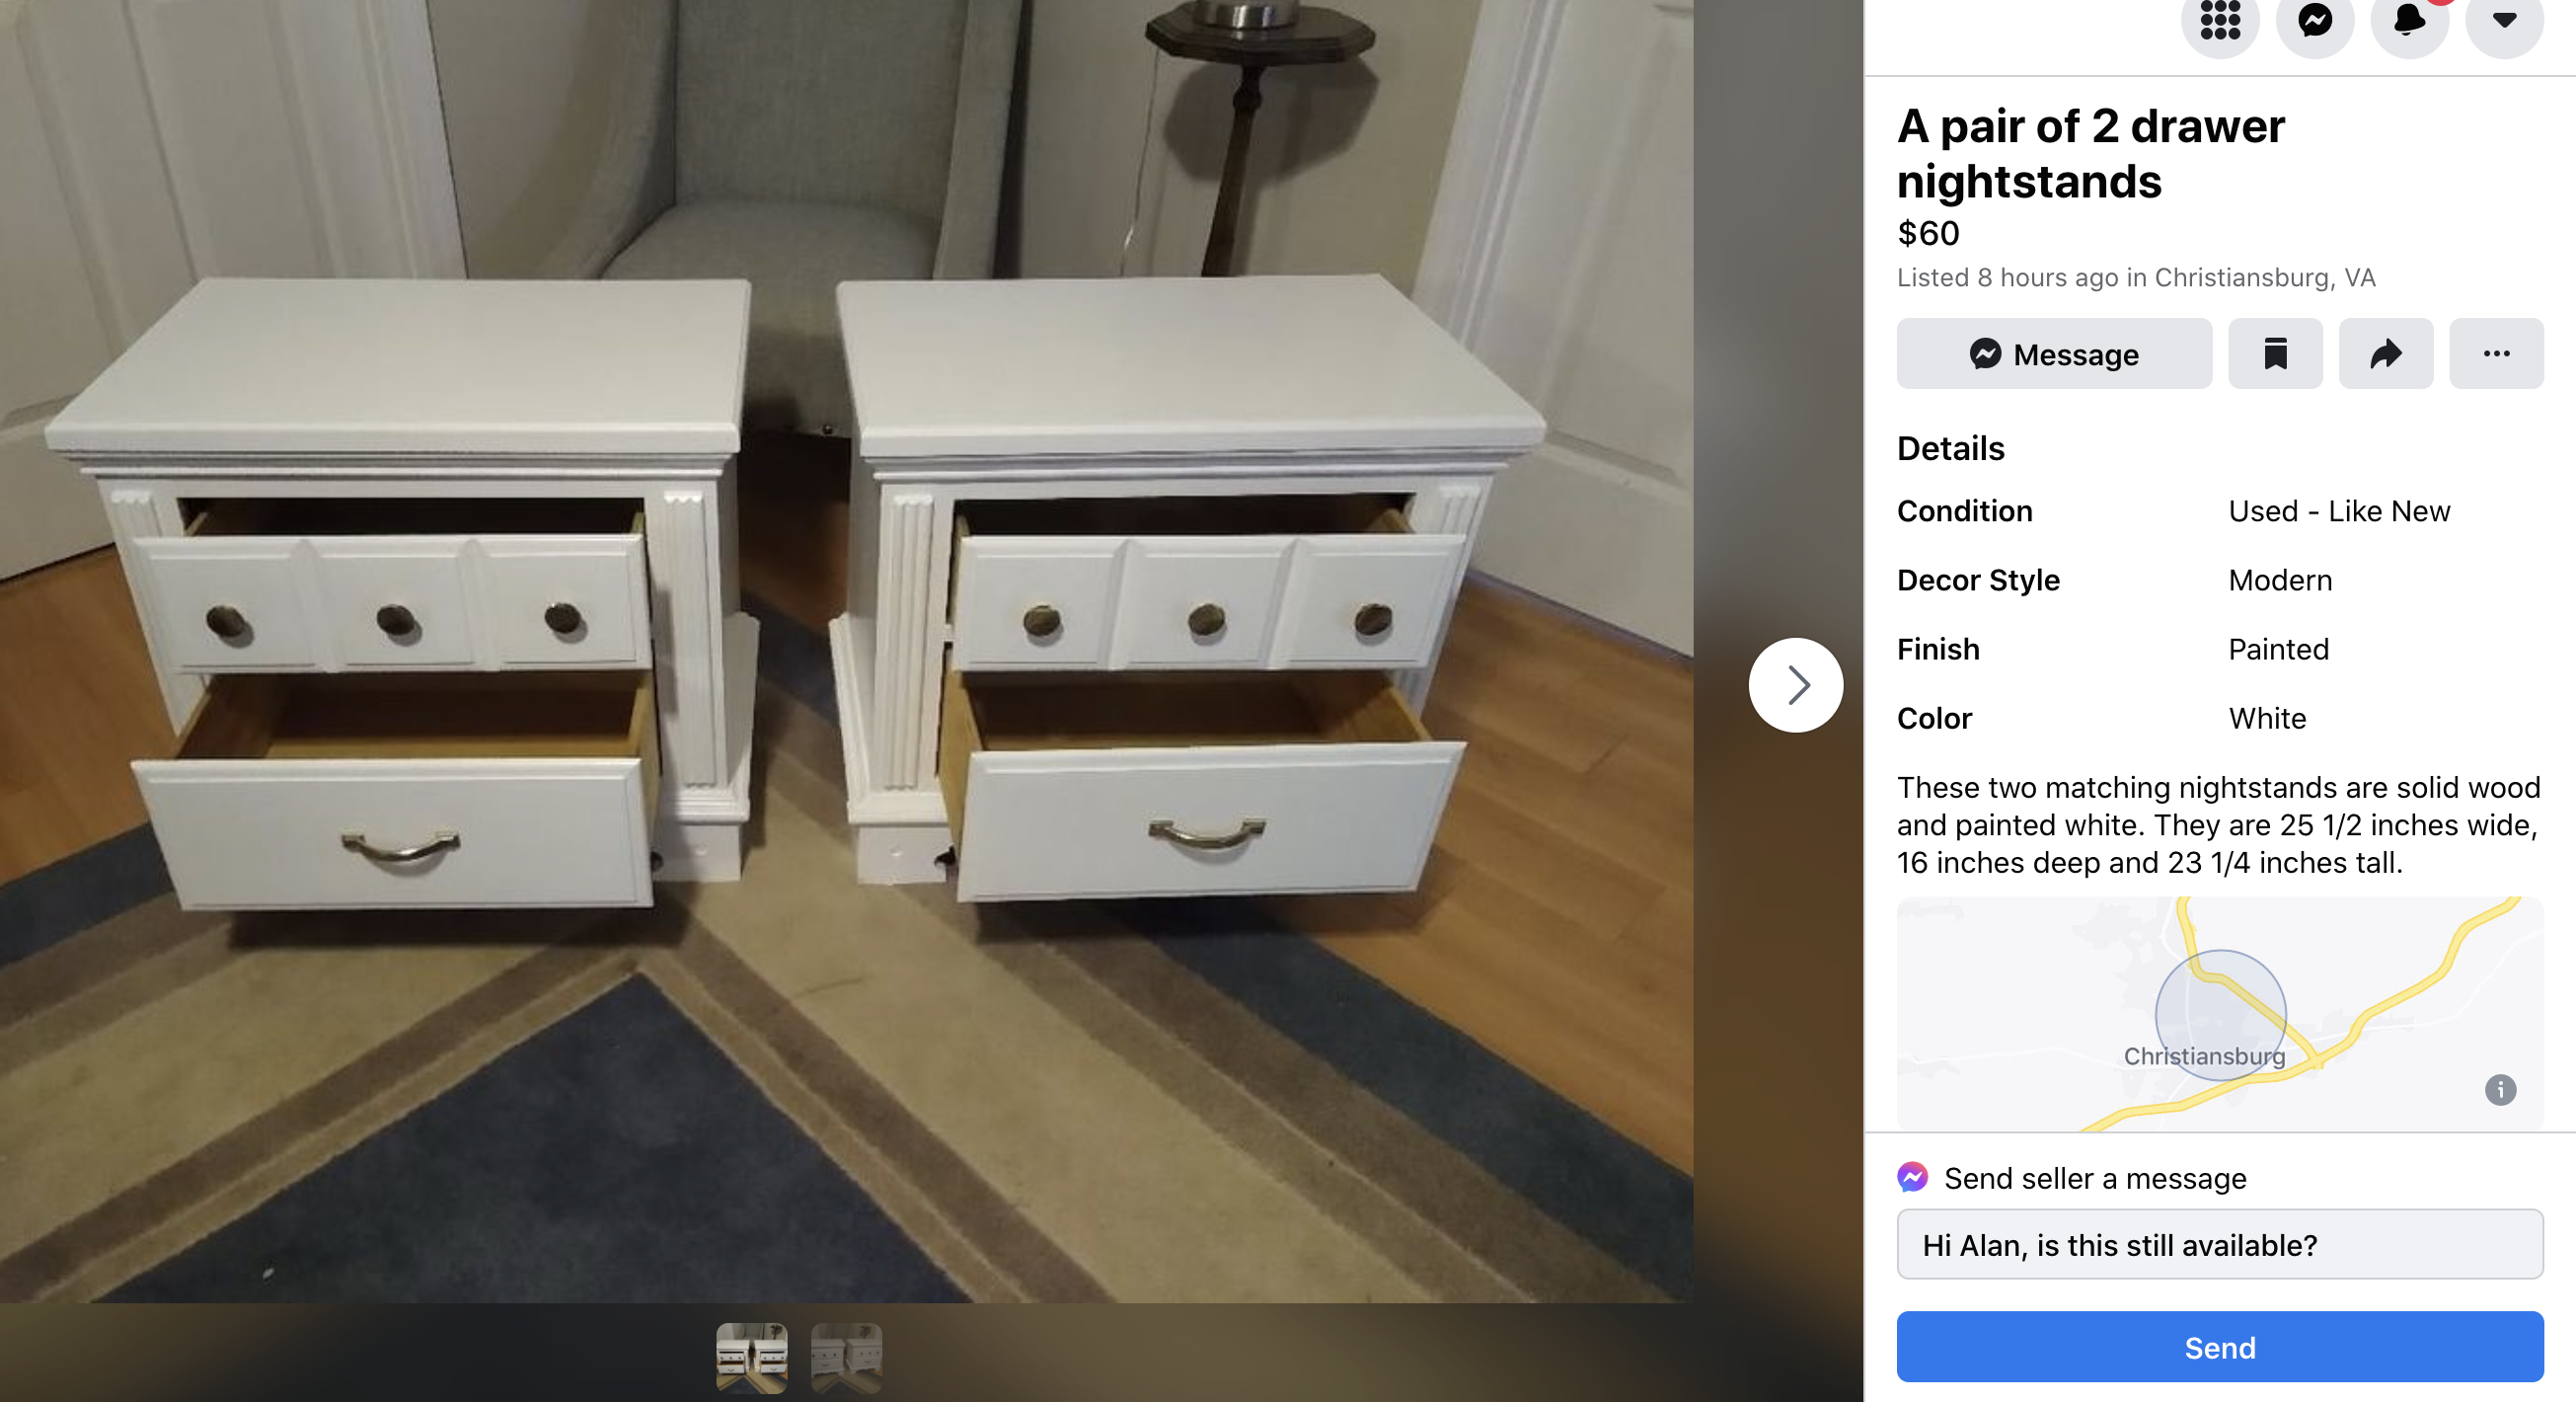 A pair of 2 drawer
nightstands
$60
Listed 8 hours ago in Christiansburg, VA
Message
Details
Condition Used - Like New
Decor Style Modern
Finish Painted
Color White
These two matching nightstands are solid wood
and painted white. They are 25 1/2 inches wide,
16 inches deep and 23 1/4 inches tall.
Christiansburg
Send seller a message
Hi Alan, is this still available?
Send